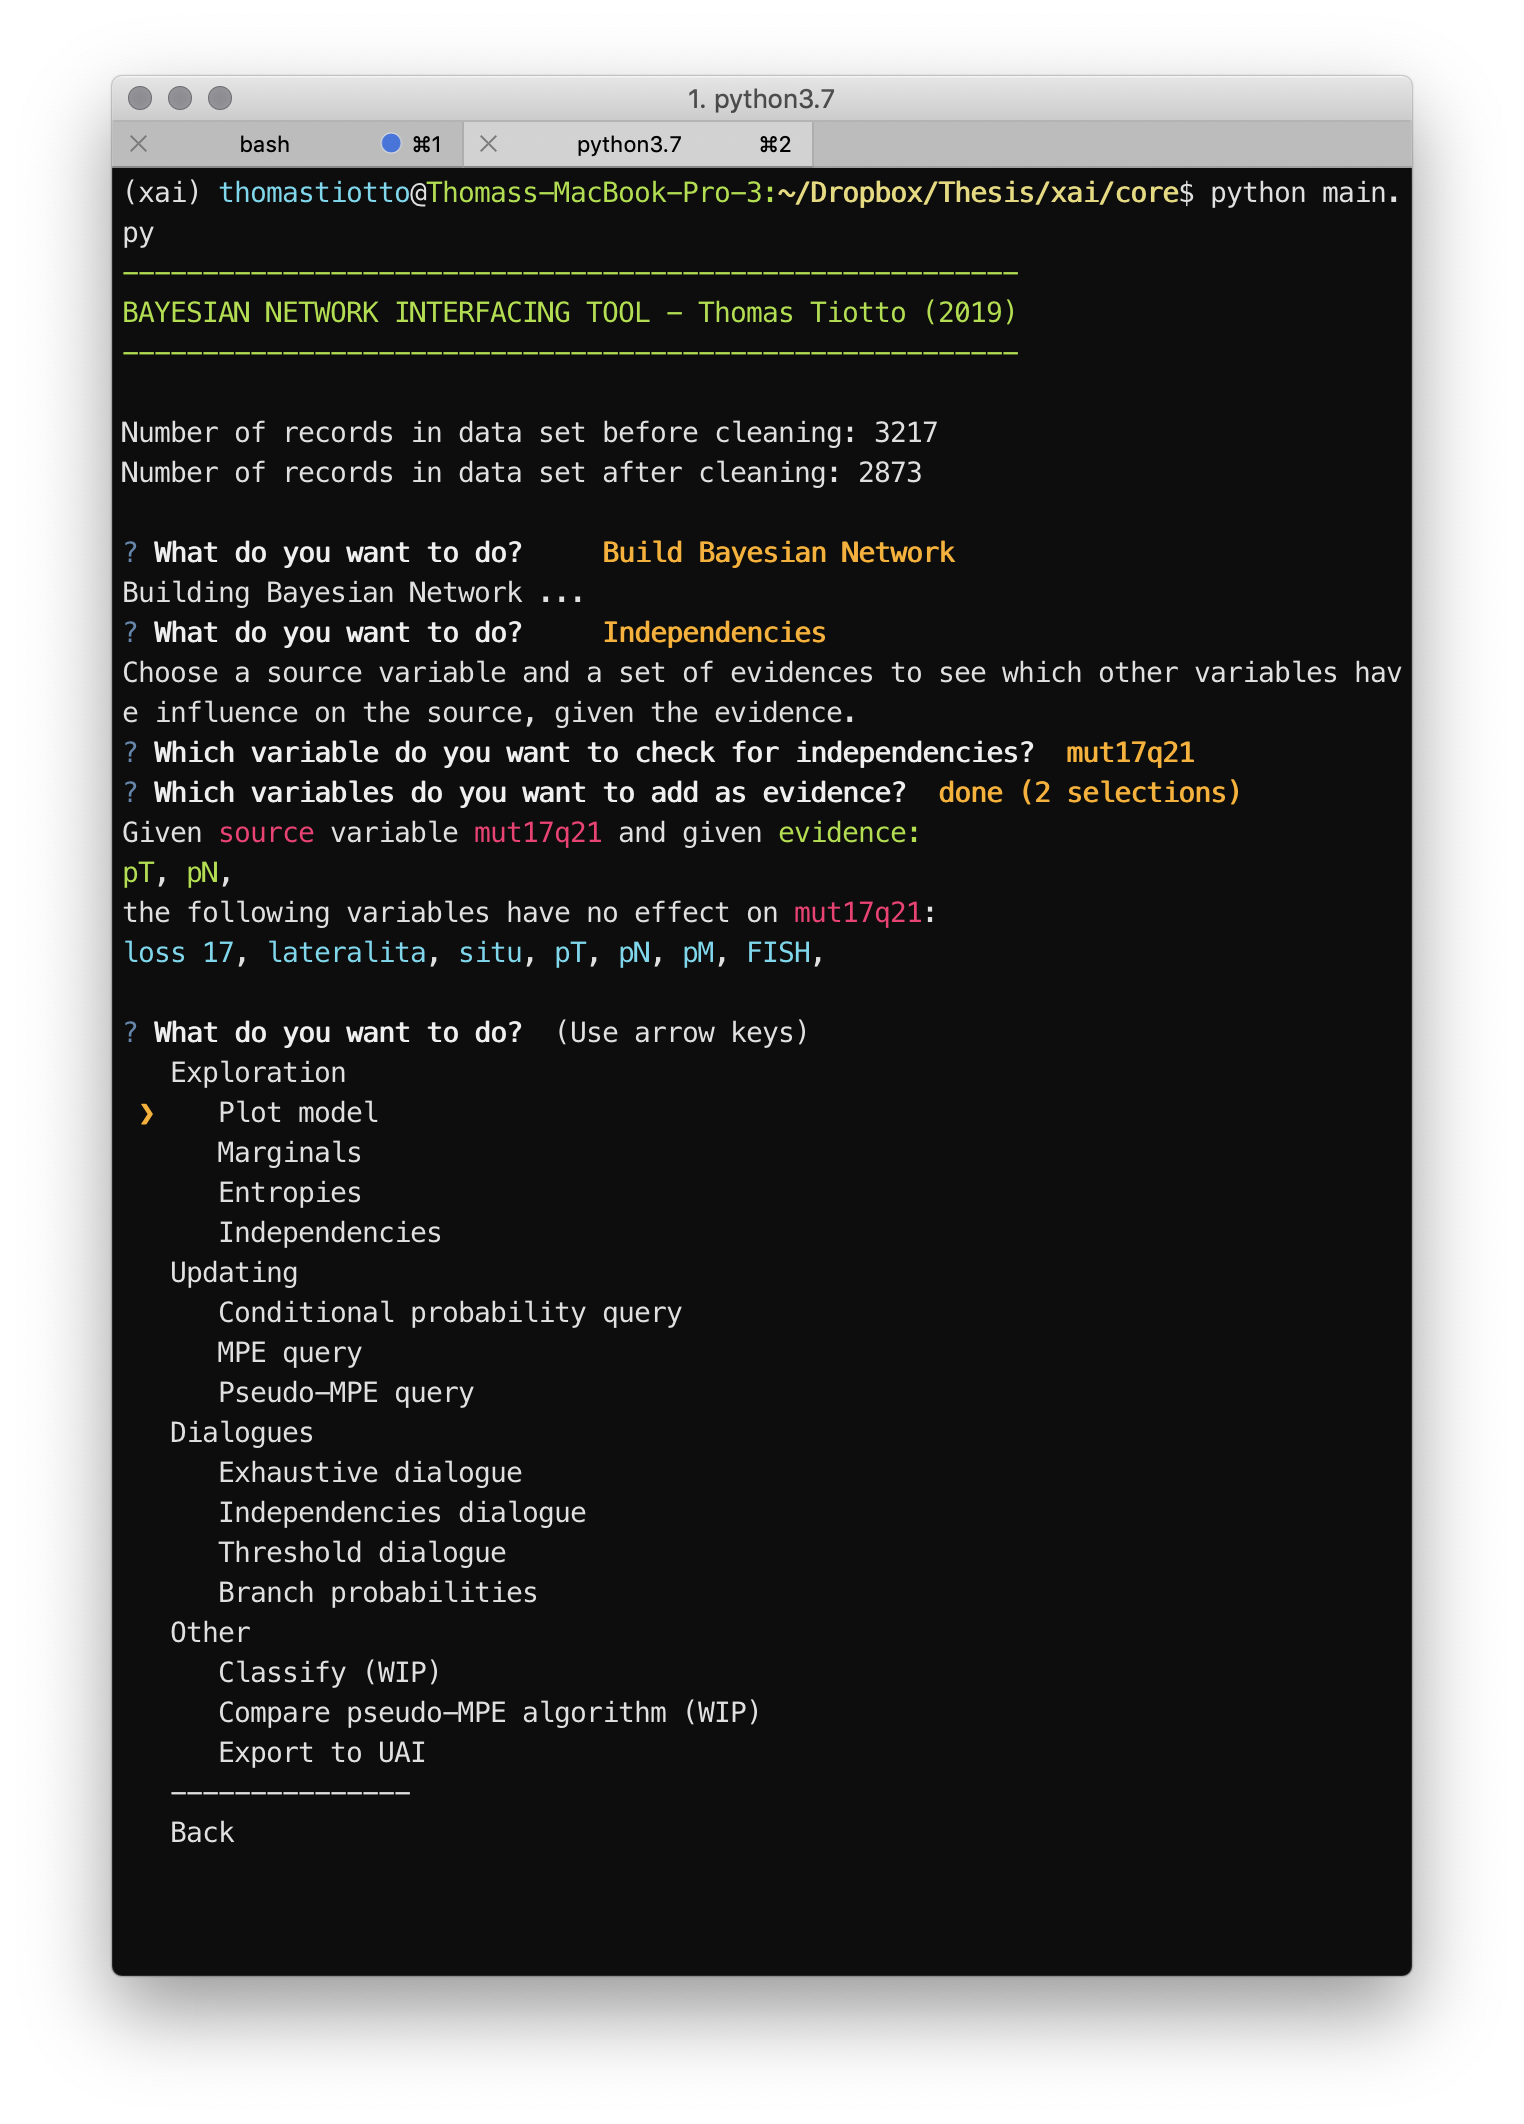 1. python3.7
bash ⌘1 python3.7 ⌘2
(xai) thomastiotto@Thomass-MacBook-Pro-3:~/Dropbox/Thesis/xai/core$ python main.
py
--------------------------------------------------------
BAYESIAN NETWORK INTERFACING TOOL - Thomas Tiotto (2019)
--------------------------------------------------------
Number of records in data set before cleaning: 3217
Number of records in data set after cleaning: 2873
? What do you want to do?     Build Bayesian Network
Building Bayesian Network ...
? What do you want to do?     Independencies
Choose a source variable and a set of evidences to see which other variables hav
e influence on the source, given the evidence.
? Which variable do you want to check for independencies?  mut17q21
? Which variables do you want to add as evidence?  done (2 selections)
Given source variable mut17q21 and given evidence:
pT, pN,
the following variables have no effect on mut17q21:
loss 17, lateralita, situ, pT, pN, pM, FISH,
? What do you want to do?  (Use arrow keys)
Exploration
❯    Plot model
Marginals
Entropies
Independencies
Updating
Conditional probability query
MPE query
Pseudo-MPE query
Dialogues
Exhaustive dialogue
Independencies dialogue
Threshold dialogue
Branch probabilities
Other
Classify (WIP)
Compare pseudo-MPE algorithm (WIP)
Export to UAI
---------------
Back